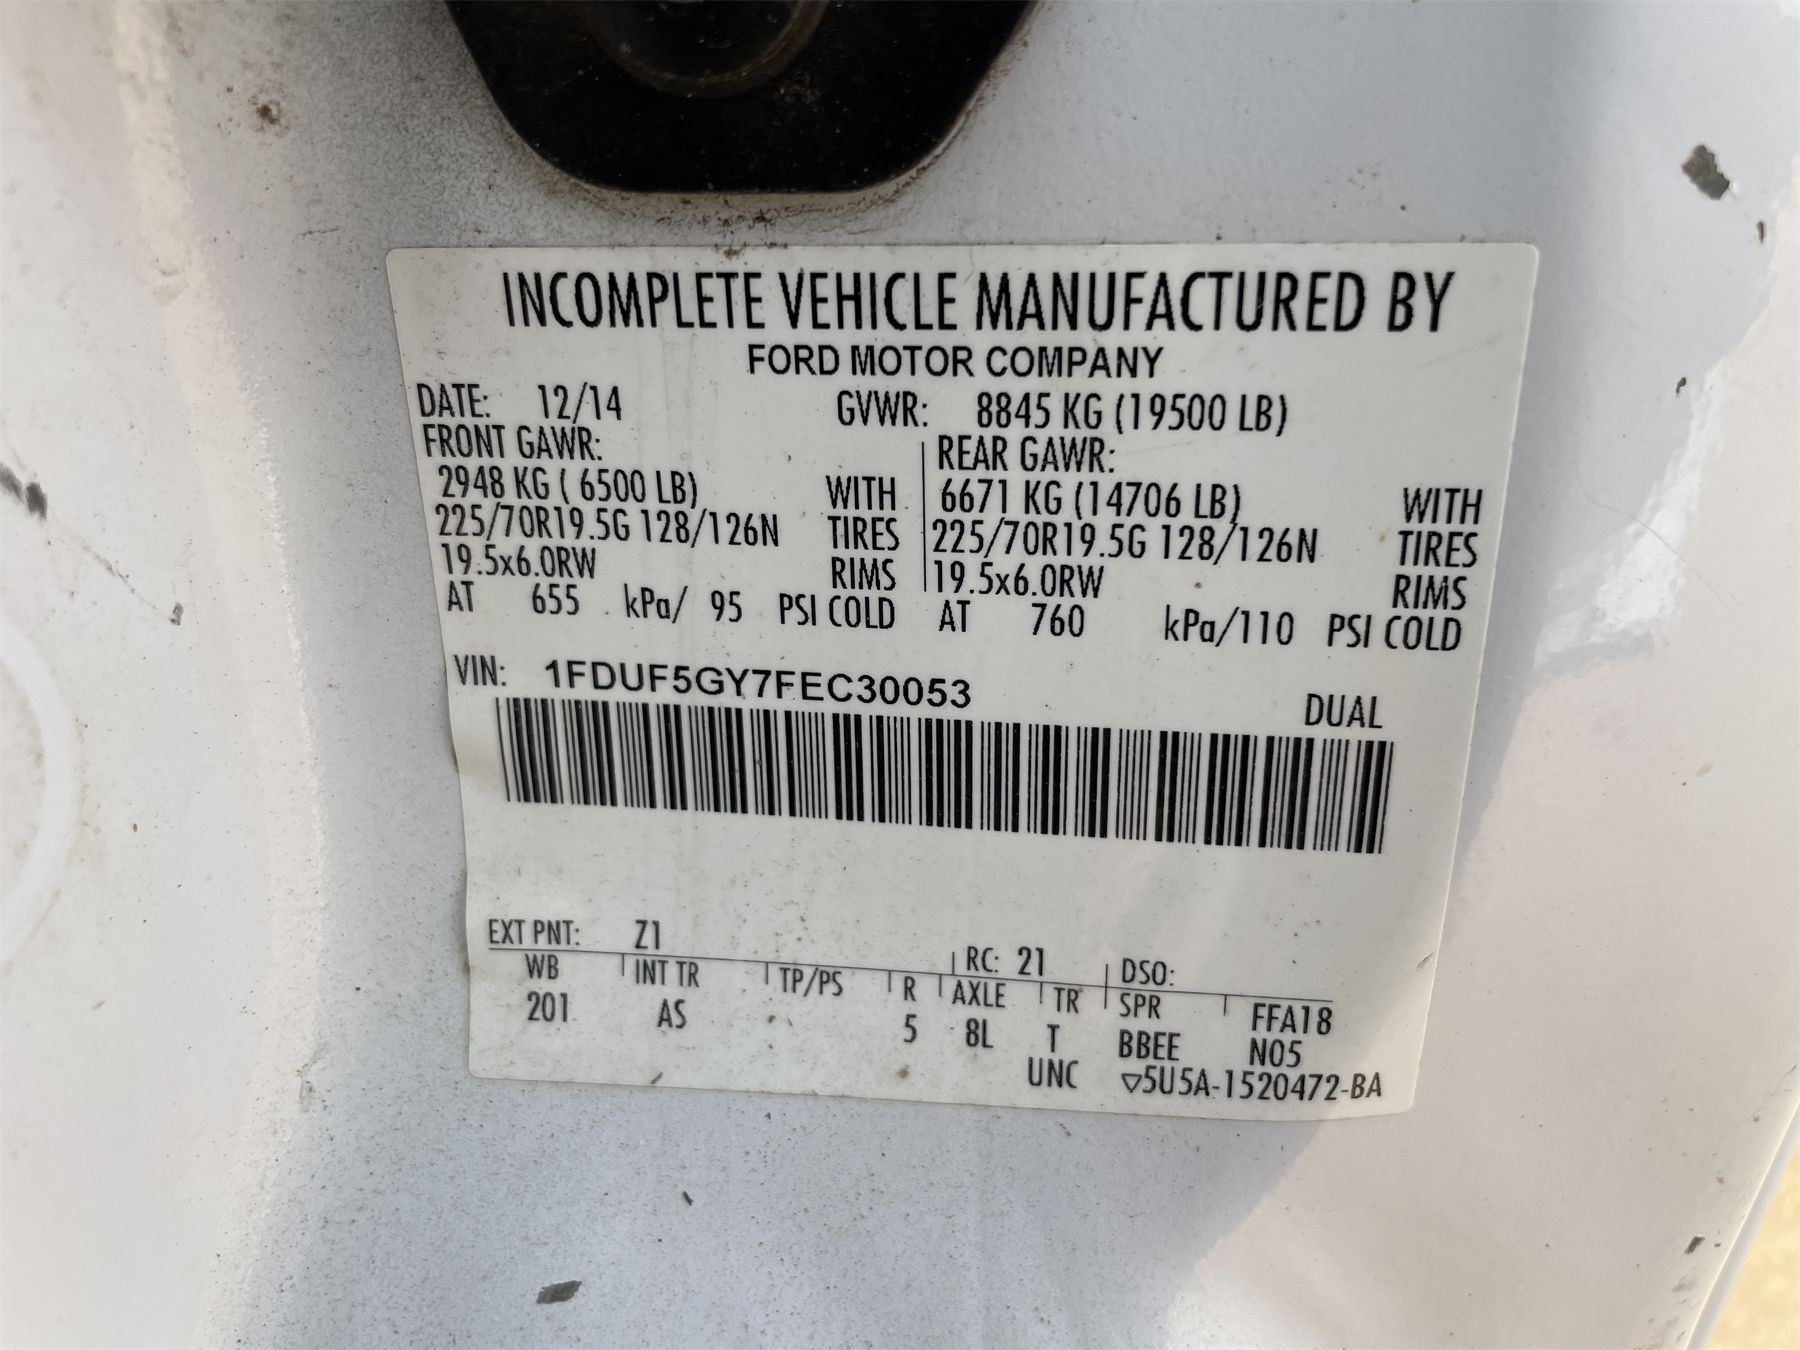 INCOMPLETE VEHICLE MANUFACTURED BY
FORD MOTOR COMPANY
DATE: 12/14 GVWR: 8845 KG (19500 LB)
FRONT GAWR: REAR GAWR:
2948 KG ( 6500 LB) WITH 6671 KG (14706 LB) WITH
225/70R19.5G 128/126N TIRES 225/70R19.5G 128/126N TIRES
19.5x6.0RW RIMS 19.5x6.0RW RIMS
AT 655 kPa/ 95 PSI COLD AT 760 kPa/110 PSI COLD
VIN: 1FDUF5GY7FEC30053
DUAL
EXT PNT: Z1 RC: 21 DSO:
WB INT TR TP/PS R AXLE TR SPR FFA18
201 AS 5 8L T BBEE N05
UNC ▽5U5A-1520472-BA